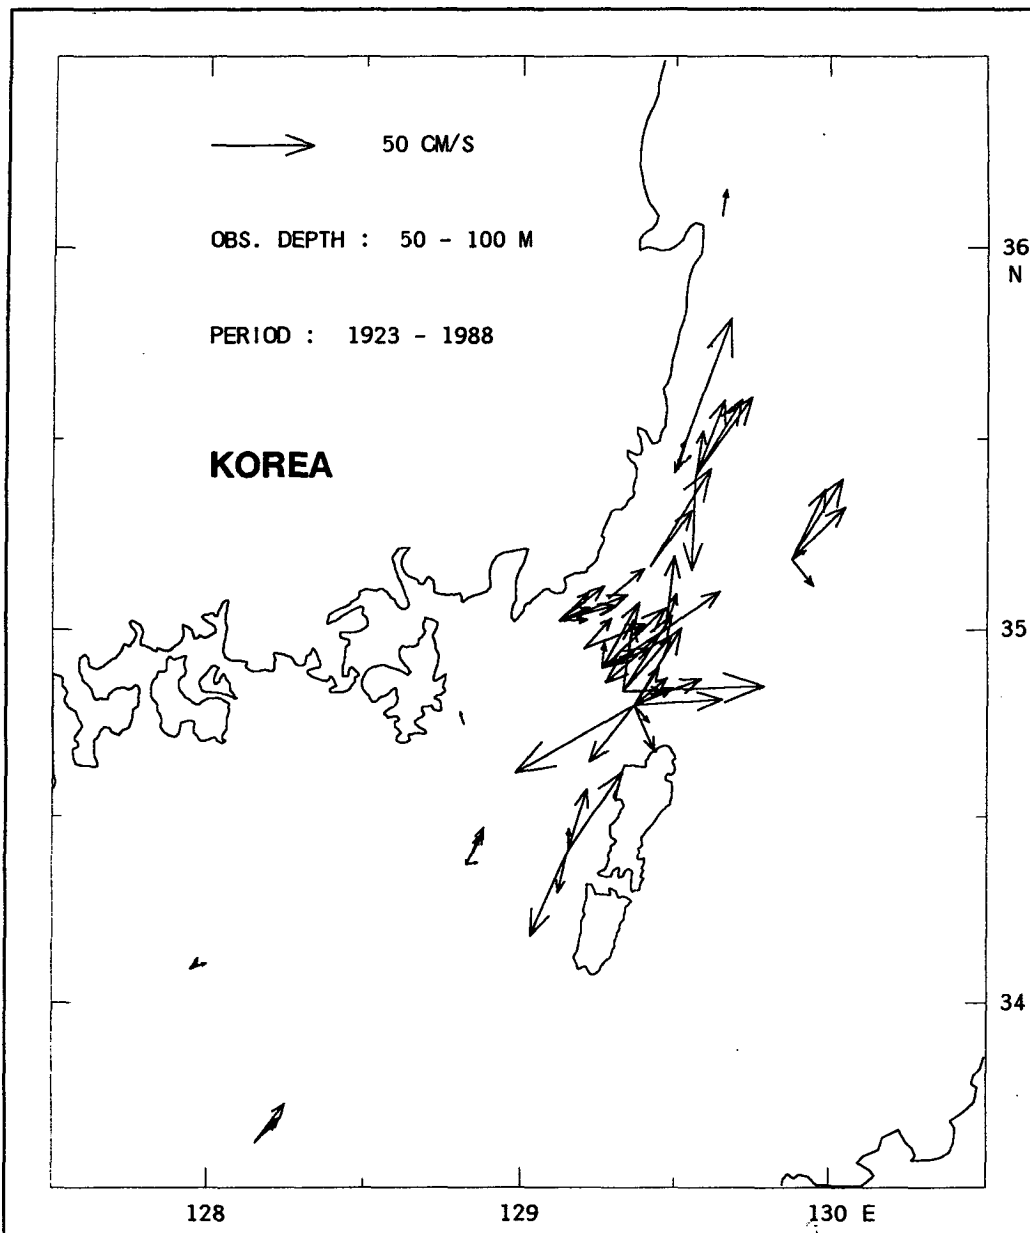 50 CM/S
OBS. DEPTH : 50 - 100 M
36
N
PERIOD : 1923 - 1988
KOREA
35
34
128
129
130 E